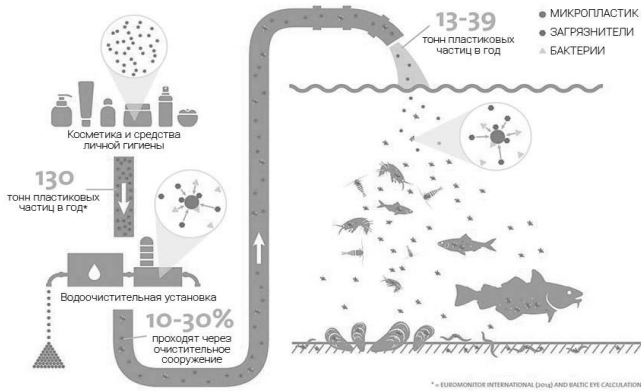 13-39
тонн пластиковых
частиц в год
МИКРОПЛАСТИК
ЗАГРЯЗНИТЕЛИ
БАКТЕРИИ
Косметика и средства
личной гигиены
130
тонн пластиковых
частиц в год*
Водоочистительная установка
10-30%
проходят через
очистительное
сооружение
* = EUROMONITOR INTERNATIONAL (2014) AND BALTIC EYE CALCULATION